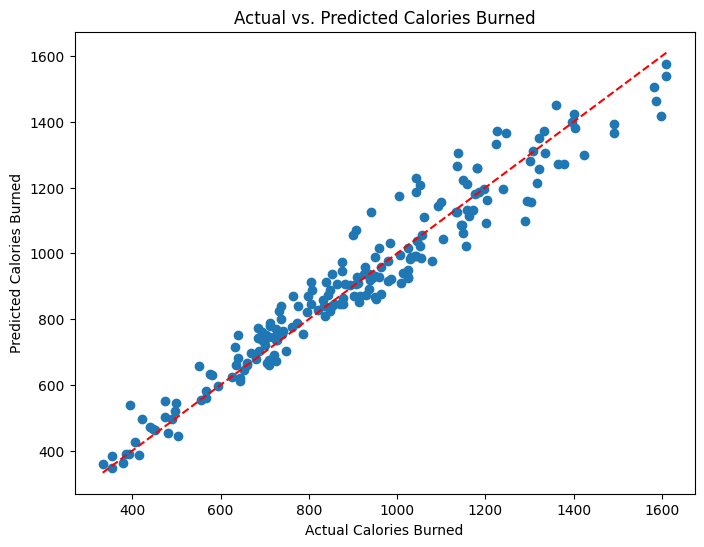 Actual vs. Predicted Calories Burned
Predicted Calories Burned
1600
1400
1200
1000
800
600
400
400 600 800 1000 1200 1400 1600
Actual Calories Burned